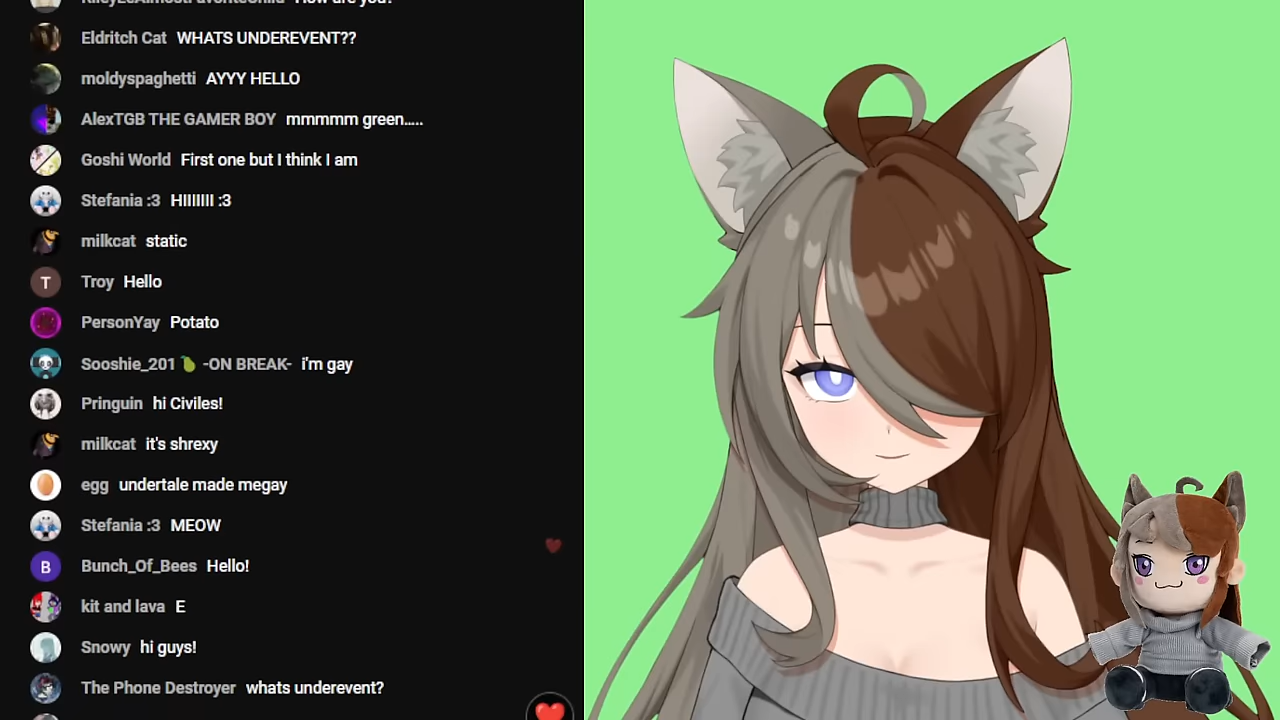 How are you?
Eldritch Cat WHATS UNDEREVENT??
moldyspaghetti AYYY HELLO
AlexTGB THE GAMER BOY mmmmm green.....
Goshi World First one but I think I am
Stefania :3 HIIIIIII :3
milkcat static
T Troy Hello
PersonYay Potato
Sooshie_201 🍐 -ON BREAK- i'm gay
Pringuin hi Civiles!
milkcat it's shrexy
egg undertale made megay
Stefania :3 MEOW
B Bunch_Of_Bees Hello!
kit and lava E
Snowy hi guys!
The Phone Destroyer whats underevent?